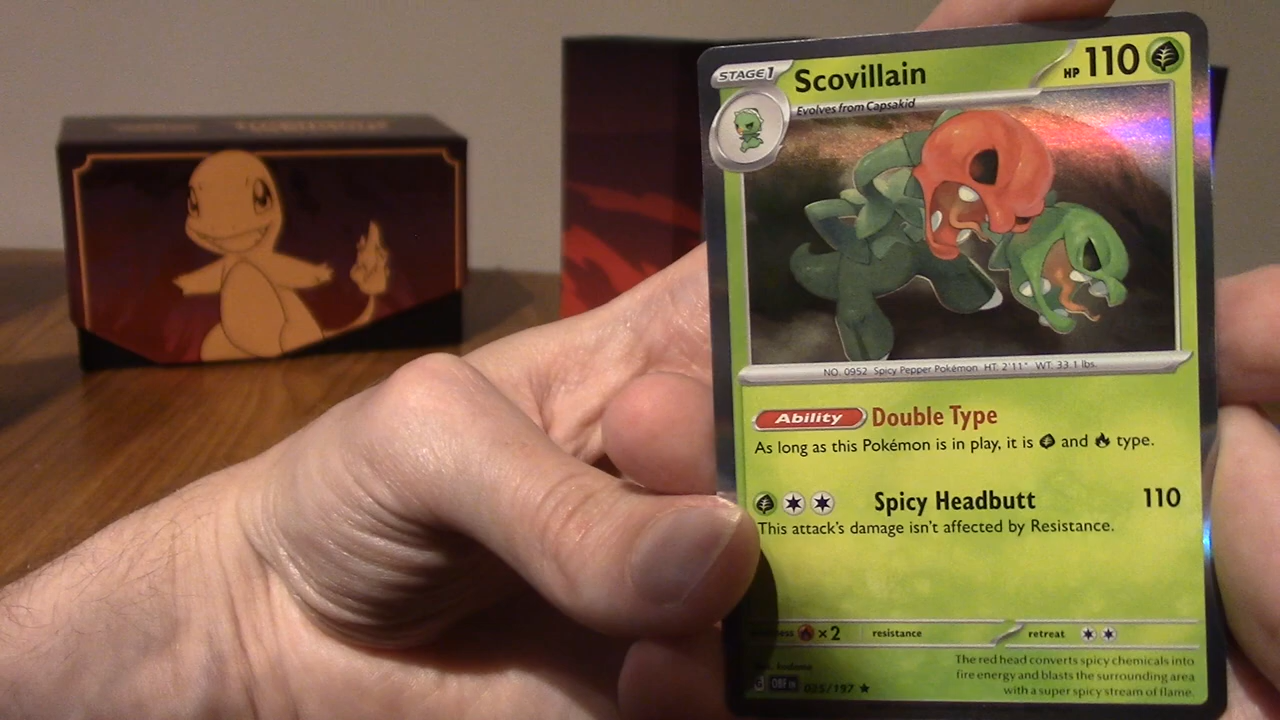 STAGE 1 Scovillain HP 110
Evolves from Capsakid
NO. 0952 Spicy Pepper Pokémon HT: 2'11" WT: 33.1 lbs.
Ability Double Type
As long as this Pokémon is in play, it is and type.
Spicy Headbutt 110
This attack's damage isn't affected by Resistance.
×2 resistance retreat
The red head converts spicy chemicals into
fire energy and blasts the surrounding area
with a super spicy stream of flame.
G OBF EN 025/197 ★